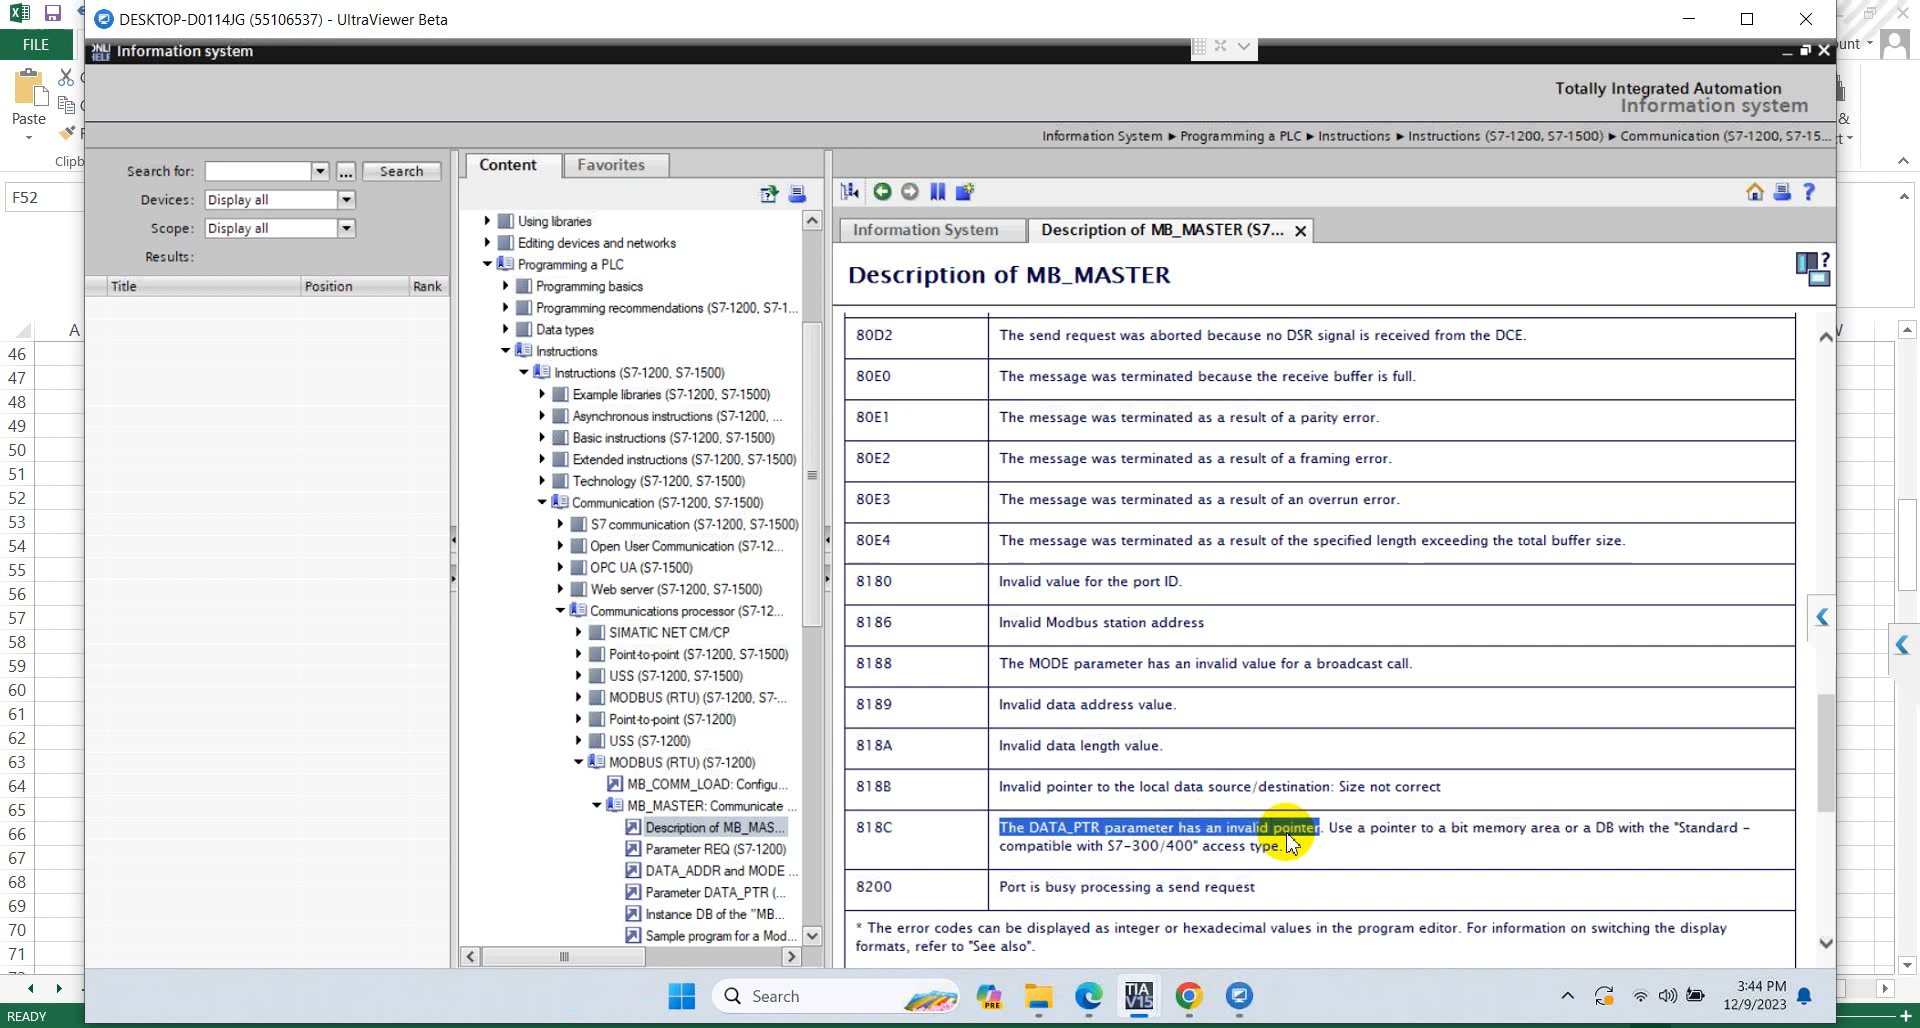 DESKTOP-D0114JG (55106537) - UltraViewer Beta
FILE
Information system
Paste
Clipb
F52
Totally Integrated Automation
Information system
Information System ▸ Programming a PLC ▸ Instructions ▸ Instructions (S7-1200, S7-1500) ▸ Communication (S7-1200, S7-15...
Search for:
...
Search
Devices:
Display all
Scope:
Display all
Results:
Title
Position
Rank
Content
Favorites
Using libraries
Editing devices and networks
Programming a PLC
Programming basics
Programming recommendations (S7-1200, S7-1...
Data types
Instructions
Instructions (S7-1200, S7-1500)
Example libraries (S7-1200, S7-1500)
Asynchronous instructions (S7-1200, ...
Basic instructions (S7-1200, S7-1500)
Extended instructions (S7-1200, S7-1500)
Technology (S7-1200, S7-1500)
Communication (S7-1200, S7-1500)
S7 communication (S7-1200, S7-1500)
Open User Communication (S7-12...
OPC UA (S7-1500)
Web server (S7-1200, S7-1500)
Communications processor (S7-12...
SIMATIC NET CM/CP
Point-to-point (S7-1200, S7-1500)
USS (S7-1200, S7-1500)
MODBUS (RTU) (S7-1200, S7-...
Point-to-point (S7-1200)
USS (S7-1200)
MODBUS (RTU) (S7-1200)
MB_COMM_LOAD: Configu...
MB_MASTER: Communicate ...
Description of MB_MAS...
Parameter REQ (S7-1200)
DATA_ADDR and MODE ...
Parameter DATA_PTR (...
Instance DB of the "MB...
Sample program for a Mod...
Information System
Description of MB_MASTER (S7...
Description of MB_MASTER
80D2 The send request was aborted because no DSR signal is received from the DCE.
80E0 The message was terminated because the receive buffer is full.
80E1 The message was terminated as a result of a parity error.
80E2 The message was terminated as a result of a framing error.
80E3 The message was terminated as a result of an overrun error.
80E4 The message was terminated as a result of the specified length exceeding the total buffer size.
8180 Invalid value for the port ID.
8186 Invalid Modbus station address
8188 The MODE parameter has an invalid value for a broadcast call.
8189 Invalid data address value.
818A Invalid data length value.
818B Invalid pointer to the local data source/destination: Size not correct
818C The DATA_PTR parameter has an invalid pointer. Use a pointer to a bit memory area or a DB with the "Standard -
compatible with S7-300/400" access type.
8200 Port is busy processing a send request
* The error codes can be displayed as integer or hexadecimal values in the program editor. For information on switching the display
formats, refer to "See also".
A
46
47
48
49
50
51
52
53
54
55
56
57
58
59
60
61
62
63
64
65
66
67
68
69
70
71
READY
Search
PRE
TIA
V15
3:44 PM
12/9/2023
unt
&